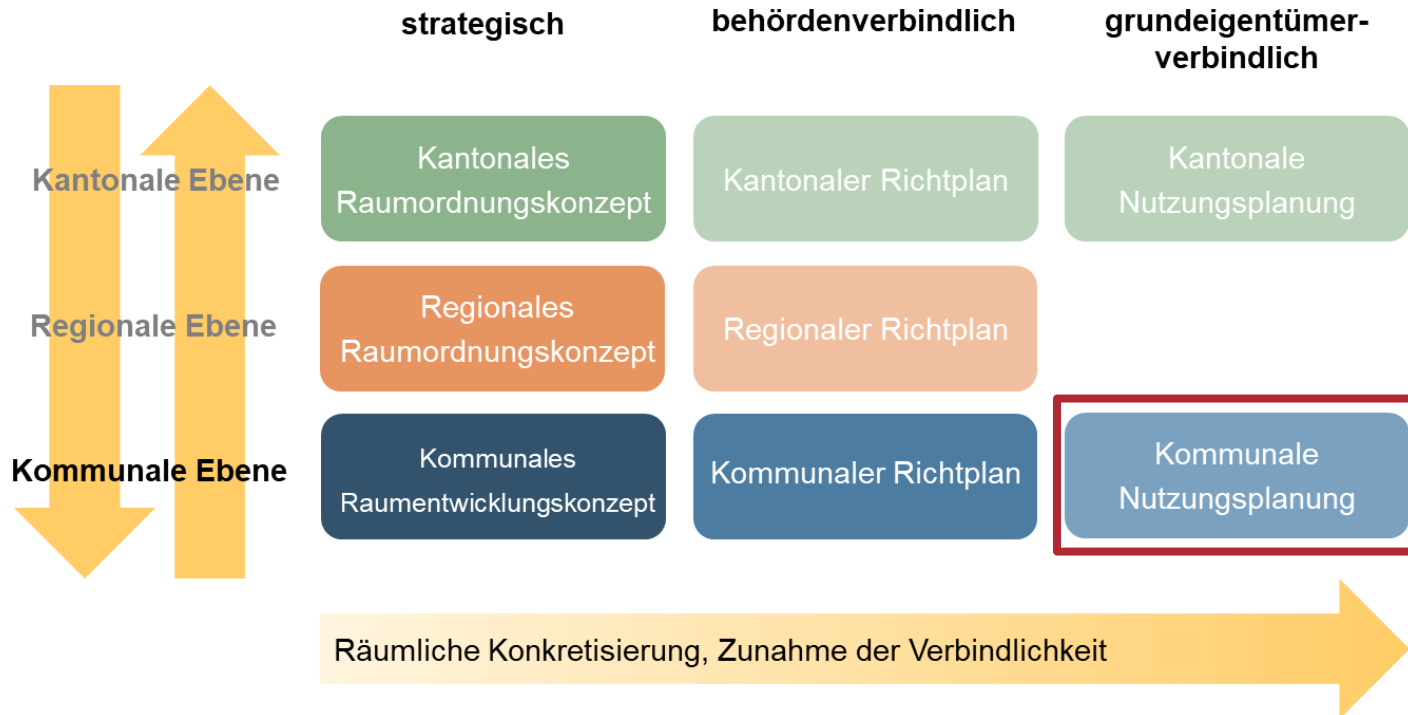 strategisch
behördenverbindlich
grundeigentümer-
verbindlich
Kantonale Ebene
Kantonales
Raumordnungskonzept
Kantonaler Richtplan
Kantonale
Nutzungsplanung
Regionale Ebene
Regionales
Raumordnungskonzept
Regionaler Richtplan
Kommunale Ebene
Kommunales
Raumentwicklungskonzept
Kommunaler Richtplan
Kommunale
Nutzungsplanung
Räumliche Konkretisierung, Zunahme der Verbindlichkeit